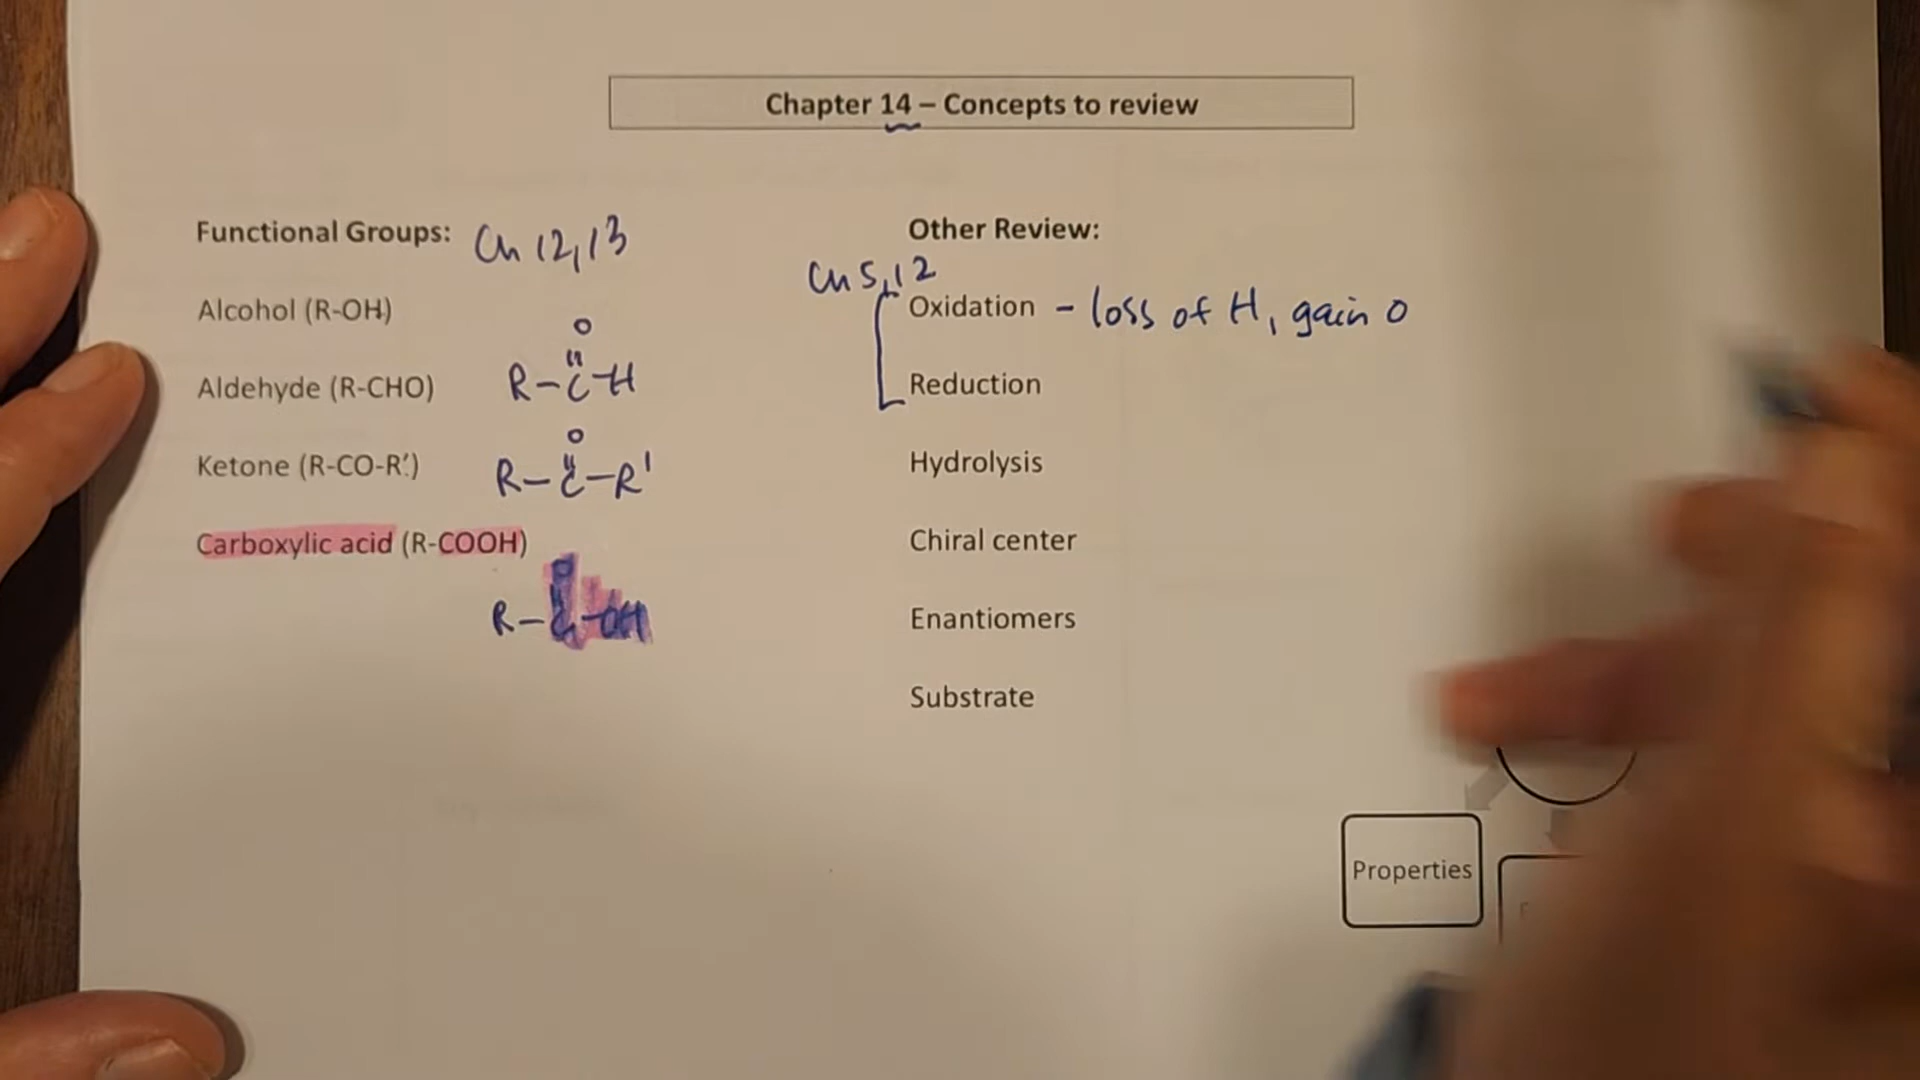 Chapter 14 – Concepts to review
Functional Groups: Ch 12,13
Alcohol (R-OH)
Aldehyde (R-CHO)
O
R-C-H
Ketone (R-CO-R'.)
O
R-C-R'
Carboxylic acid (R-COOH)
O
R-C-OH
Other Review:
Ch 5,12
Oxidation - loss of H, gain O
Reduction
Hydrolysis
Chiral center
Enantiomers
Substrate
Properties